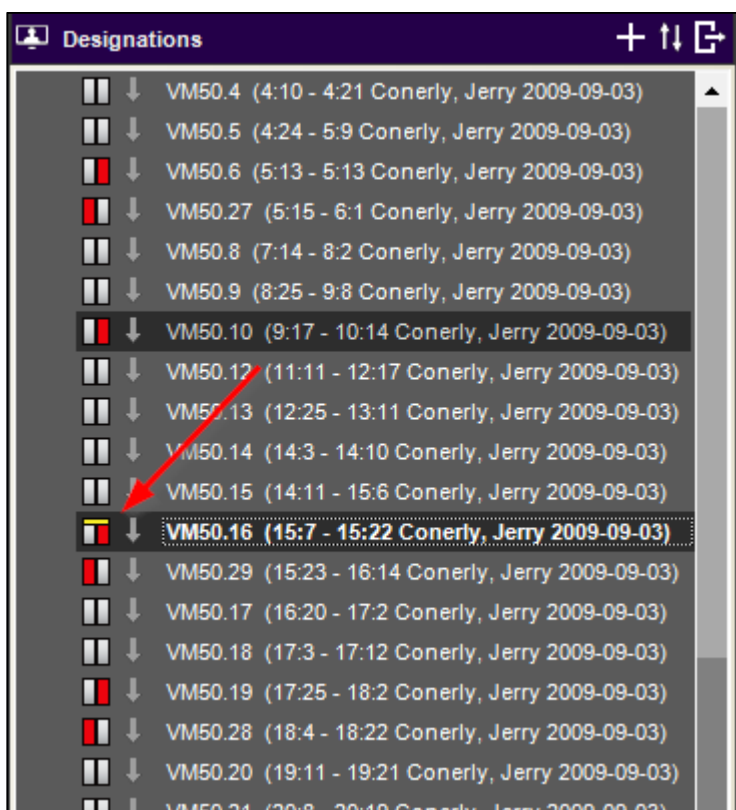 Designations
VM50.4 (4:10 - 4:21 Conerly, Jerry 2009-09-03)
VM50.5 (4:24 - 5:9 Conerly, Jerry 2009-09-03)
VM50.6 (5:13 - 5:13 Conerly, Jerry 2009-09-03)
VM50.27 (5:15 - 6:1 Conerly, Jerry 2009-09-03)
VM50.8 (7:14 - 8:2 Conerly, Jerry 2009-09-03)
VM50.9 (8:25 - 9:8 Conerly, Jerry 2009-09-03)
VM50.10 (9:17 - 10:14 Conerly, Jerry 2009-09-03)
VM50.12 (11:11 - 12:17 Conerly, Jerry 2009-09-03)
VM50.13 (12:25 - 13:11 Conerly, Jerry 2009-09-03)
VM50.14 (14:3 - 14:10 Conerly, Jerry 2009-09-03)
VM50.15 (14:11 - 15:6 Conerly, Jerry 2009-09-03)
VM50.16 (15:7 - 15:22 Conerly, Jerry 2009-09-03)
VM50.29 (15:23 - 16:14 Conerly, Jerry 2009-09-03)
VM50.17 (16:20 - 17:2 Conerly, Jerry 2009-09-03)
VM50.18 (17:3 - 17:12 Conerly, Jerry 2009-09-03)
VM50.19 (17:25 - 18:2 Conerly, Jerry 2009-09-03)
VM50.28 (18:4 - 18:22 Conerly, Jerry 2009-09-03)
VM50.20 (19:11 - 19:21 Conerly, Jerry 2009-09-03)